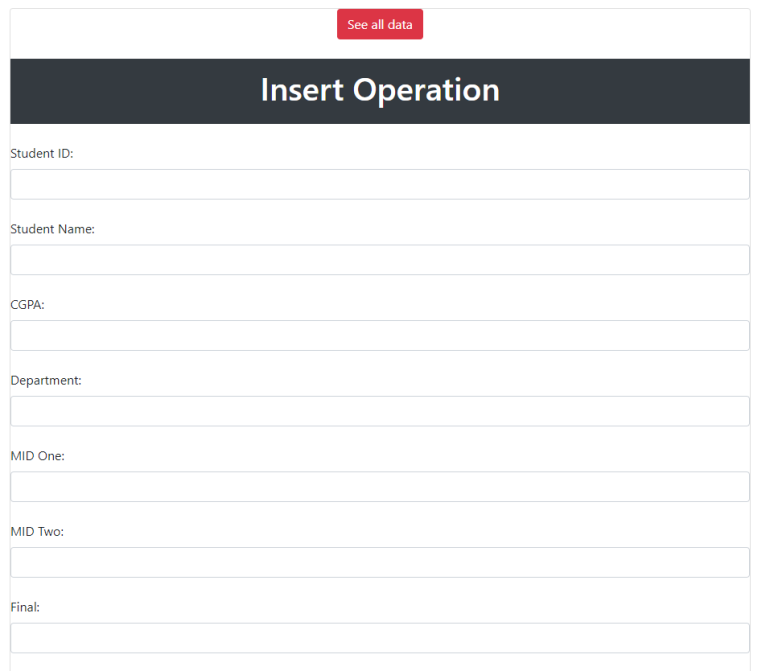 See all data
Insert Operation
Student ID:
Student Name:
CGPA:
Department:
MID One:
MID Two:
Final: